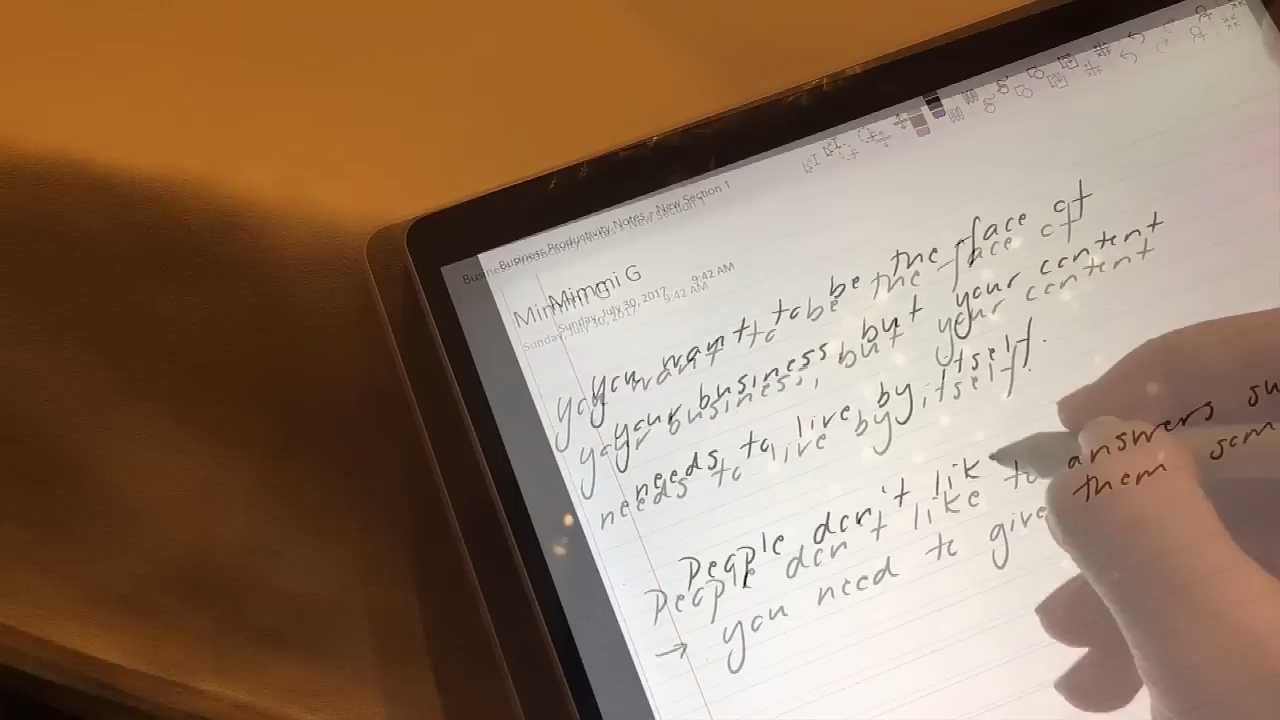 Business Productivity Notes › New Section 1
Mimmi G
Sunday, July 30, 2017 9:42 AM
you want to be the face of
your business, but your content
needs to live by itself.
People don't like to answers
→ you need to give them